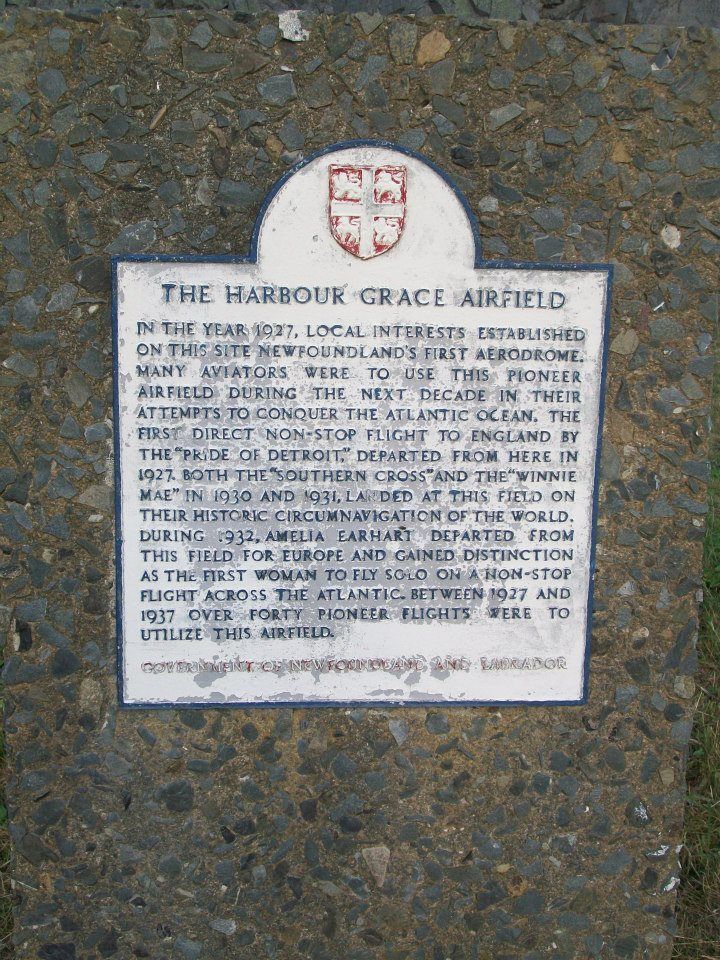 THE HARBOUR GRACE AIRFIELD
IN THE YEAR 1927, LOCAL INTERESTS ESTABLISHED
ON THIS SITE NEWFOUNDLAND'S FIRST AERODROME.
MANY AVIATORS WERE TO USE THIS PIONEER
AIRFIELD DURING THE NEXT DECADE IN THEIR
ATTEMPTS TO CONQUER THE ATLANTIC OCEAN. THE
FIRST DIRECT NON-STOP FLIGHT TO ENGLAND BY
THE "PRIDE OF DETROIT," DEPARTED FROM HERE IN
1927. BOTH THE "SOUTHERN CROSS" AND THE "WINNIE
MAE" IN 1930 AND 1931, LANDED AT THIS FIELD ON
THEIR HISTORIC CIRCUMNAVIGATION OF THE WORLD.
DURING 1932, AMELIA EARHART DEPARTED FROM
THIS FIELD FOR EUROPE AND GAINED DISTINCTION
AS THE FIRST WOMAN TO FLY SOLO ON A NON-STOP
FLIGHT ACROSS THE ATLANTIC. BETWEEN 1927 AND
1937 OVER FORTY PIONEER FLIGHTS WERE TO
UTILIZE THIS AIRFIELD.
GOVERNMENT OF NEWFOUNDLAND AND LABRADOR